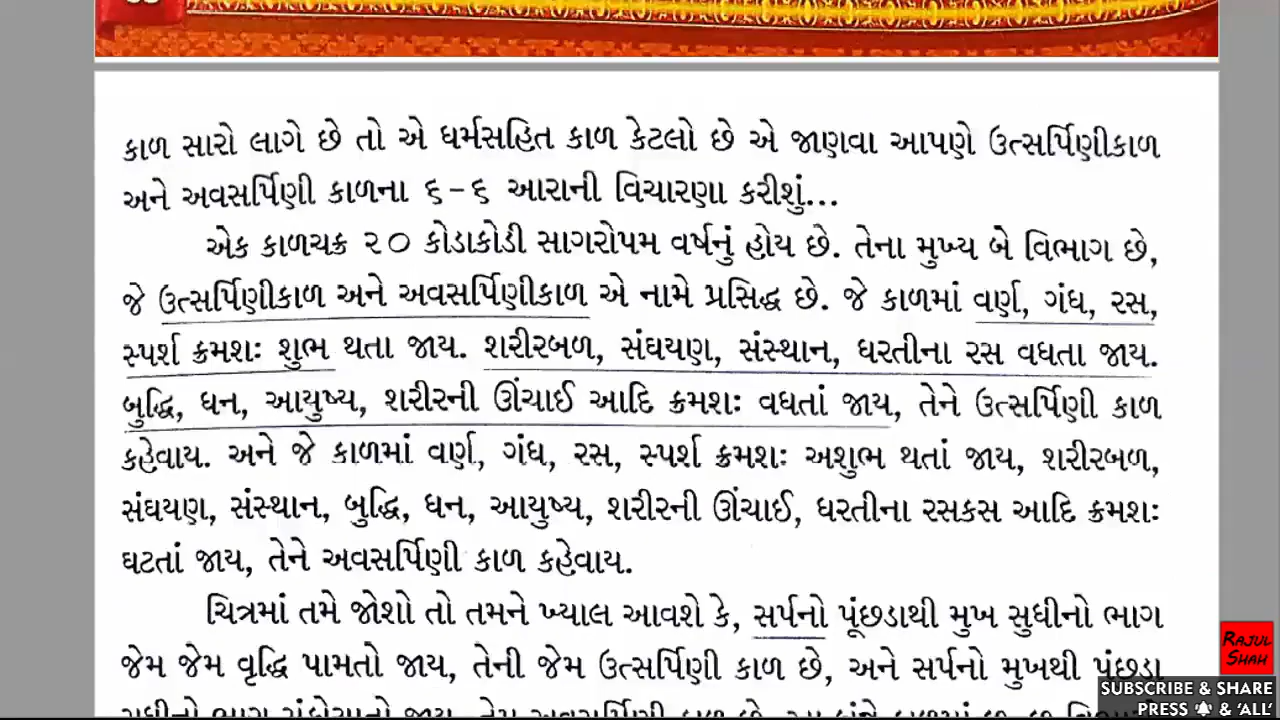 કાળ સારો લાગે છે તો એ ધર્મસહિત કાળ કેટલો છે એ જાણવા આપણે ઉત્સર્પિણીકાળ
અને અવસર્પિણી કાળના ૬-૬ આરાની વિચારણા કરીશું...
એક કાળચક્ર ૨૦ કોડાકોડી સાગરોપમ વર્ષનું હોય છે. તેના મુખ્ય બે વિભાગ છે,
જે ઉત્સર્પિણીકાળ અને અવસર્પિણીકાળ એ નામે પ્રસિદ્ધ છે. જે કાળમાં વર્ણ, ગંધ, રસ,
સ્પર્શ ક્રમશઃ શુભ થતા જાય. શરીરબળ, સંઘયણ, સંસ્થાન, ધરતીના રસ વધતા જાય.
બુદ્ધિ, ધન, આયુષ્ય, શરીરની ઊંચાઈ આદિ ક્રમશઃ વધતાં જાય, તેને ઉત્સર્પિણી કાળ
કહેવાય. અને જે કાળમાં વર્ણ, ગંધ, રસ, સ્પર્શ ક્રમશઃ અશુભ થતાં જાય, શરીરબળ,
સંઘયણ, સંસ્થાન, બુદ્ધિ, ધન, આયુષ્ય, શરીરની ઊંચાઈ, ધરતીના રસકસ આદિ ક્રમશઃ
ઘટતાં જાય, તેને અવસર્પિણી કાળ કહેવાય.
ચિત્રમાં તમે જોશો તો તમને ખ્યાલ આવશે કે, સર્પનો પૂંછડાથી મુખ સુધીનો ભાગ
જેમ જેમ વૃદ્ધિ પામતો જાય, તેની જેમ ઉત્સર્પિણી કાળ છે, અને સર્પનો મુખથી પૂંછડા
RAJUL
SHAH
SUBSCRIBE & SHARE
PRESS & 'ALL'